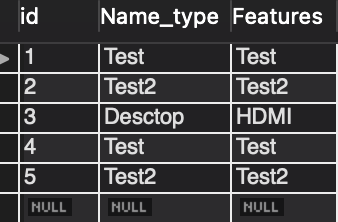 id Name_type Features
1 Test Test
2 Test2 Test2
3 Desctop HDMI
4 Test Test
5 Test2 Test2
NULL NULL NULL